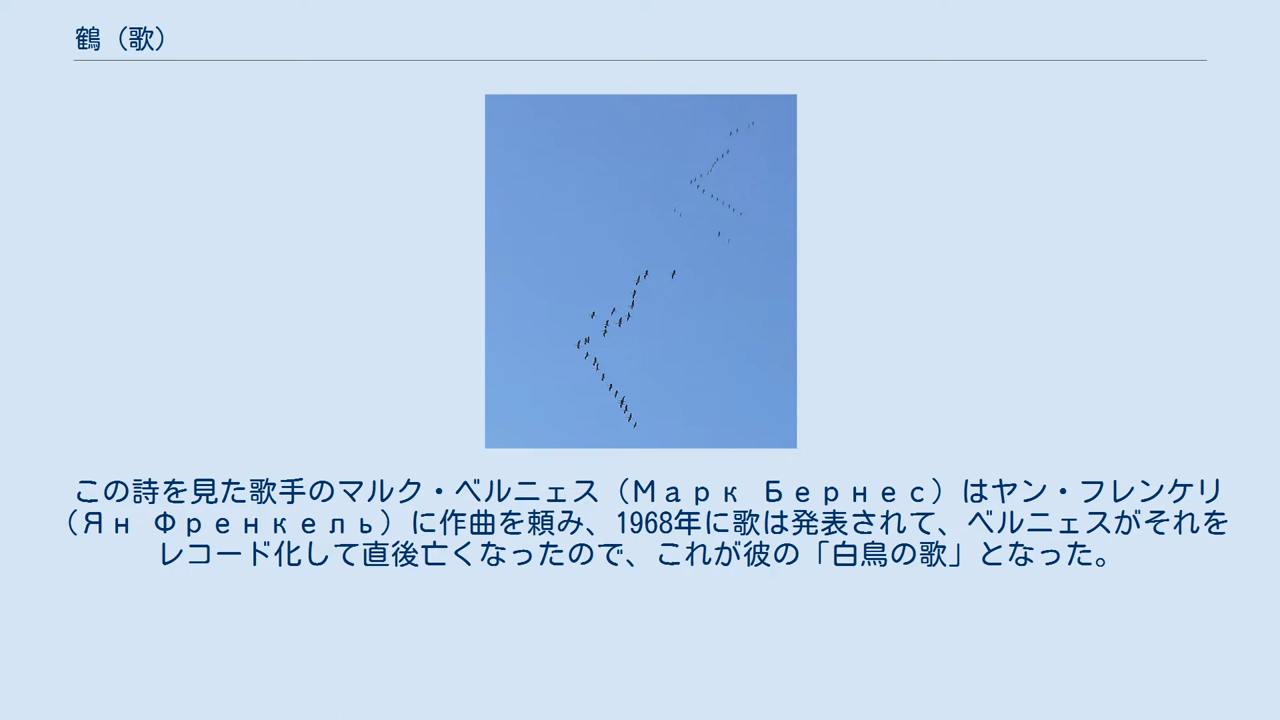 鶴（歌）
この詩を見た歌手のマルク・ベルニェス（Марк Бернес）はヤン・フレンケリ
（Ян Френкель）に作曲を頼み、1968年に歌は発表されて、ベルニェスがそれを
レコード化して直後亡くなったので、これが彼の「白鳥の歌」となった。